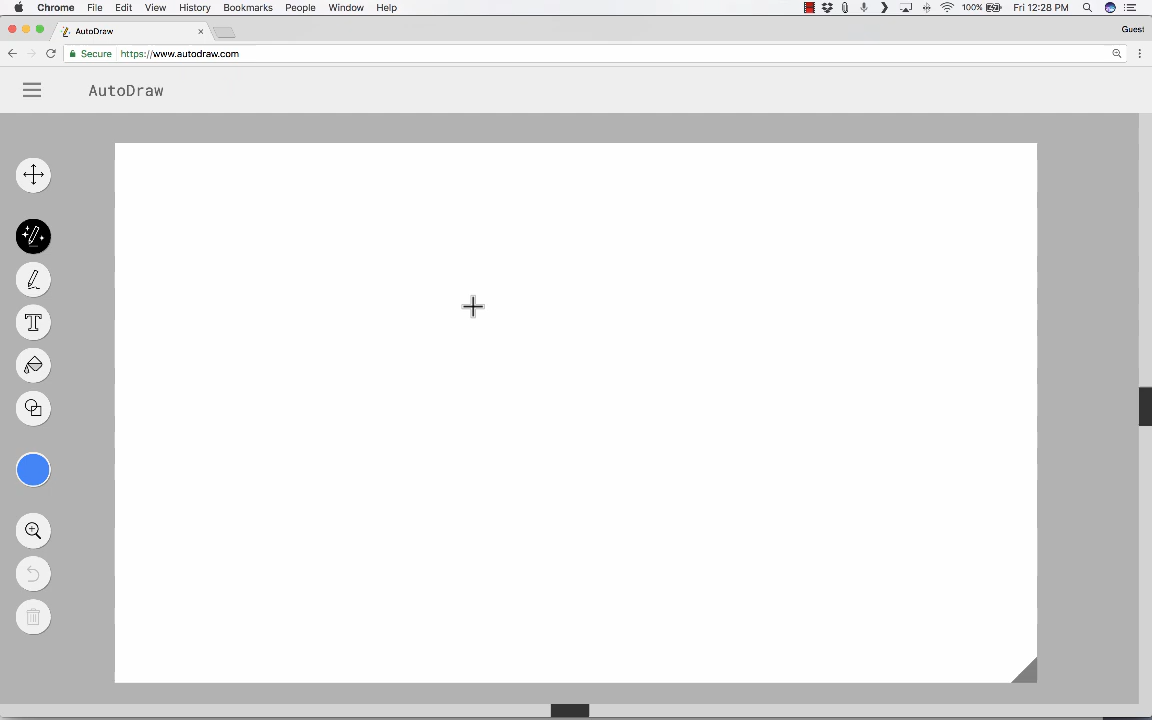 Chrome File Edit View History Bookmarks People Window Help 100% Fri 12:28 PM
AutoDraw Guest
Secure https://www.autodraw.com
AutoDraw
T